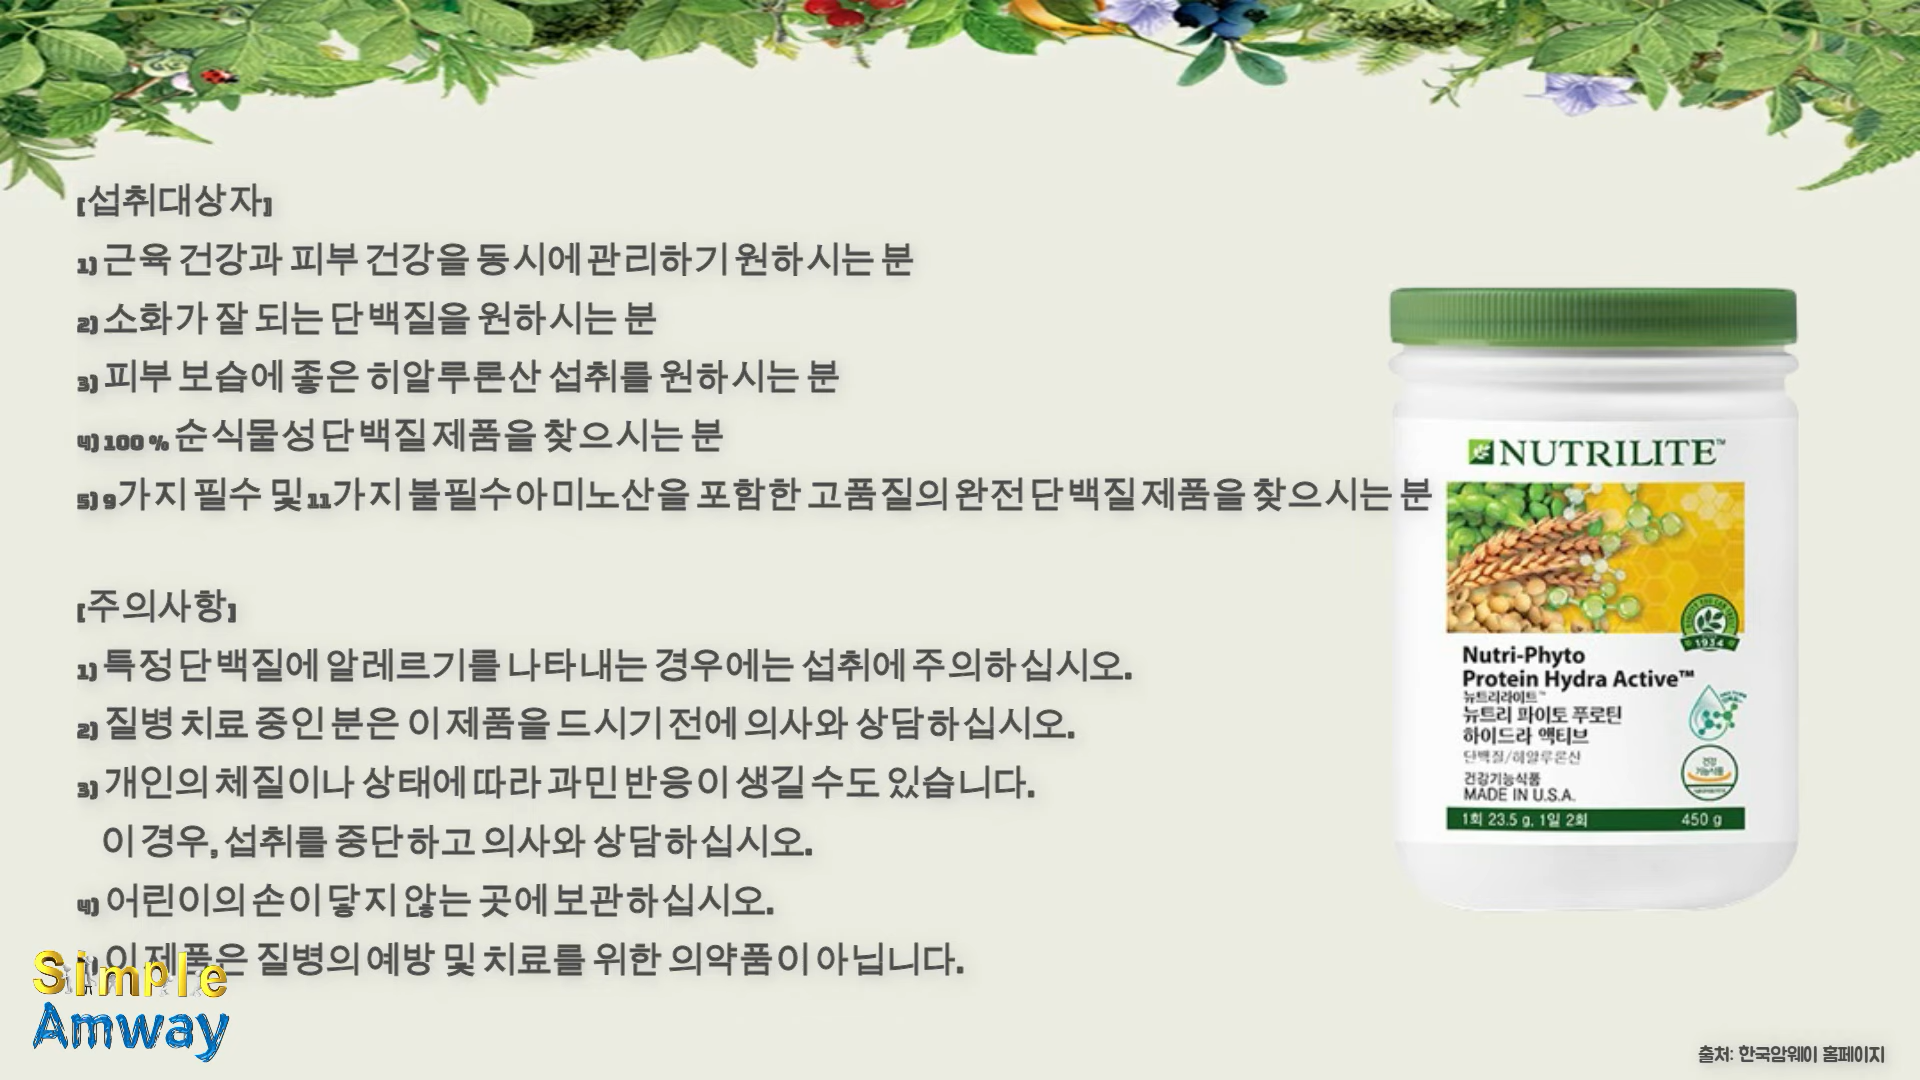 [섭취대상자]
1) 근육 건강과 피부 건강을 동시에 관리하기 원하시는 분
2) 소화가 잘 되는 단백질을 원하시는 분
3) 피부 보습에 좋은 히알루론산 섭취를 원하시는 분
4) 100 % 순식물성 단백질 제품을 찾으시는 분
5) 9가지 필수 및 11가지 불필수아미노산을 포함한 고품질의 완전 단백질 제품을 찾으시는 분
[주의사항]
1) 특정 단백질에 알레르기를 나타내는 경우에는 섭취에 주의하십시오.
2) 질병 치료 중인 분은 이 제품을 드시기 전에 의사와 상담하십시오.
3) 개인의 체질이나 상태에 따라 과민반응이 생길 수도 있습니다.
이 경우, 섭취를 중단하고 의사와 상담하십시오.
4) 어린이의 손이 닿지 않는 곳에 보관하십시오.
이 제품은 질병의 예방 및 치료를 위한 의약품이 아닙니다.
Simple
Amway
NUTRILITE™
1934
Nutri-Phyto
Protein Hydra Active™
뉴트리라이트™
뉴트리 파이토 푸로틴
하이드라 액티브
단백질/히알루론산
건강기능식품
MADE IN U.S.A.
건강
기능식품
1회 23.5 g, 1일 2회 450 g
출처: 한국암웨이 홈페이지